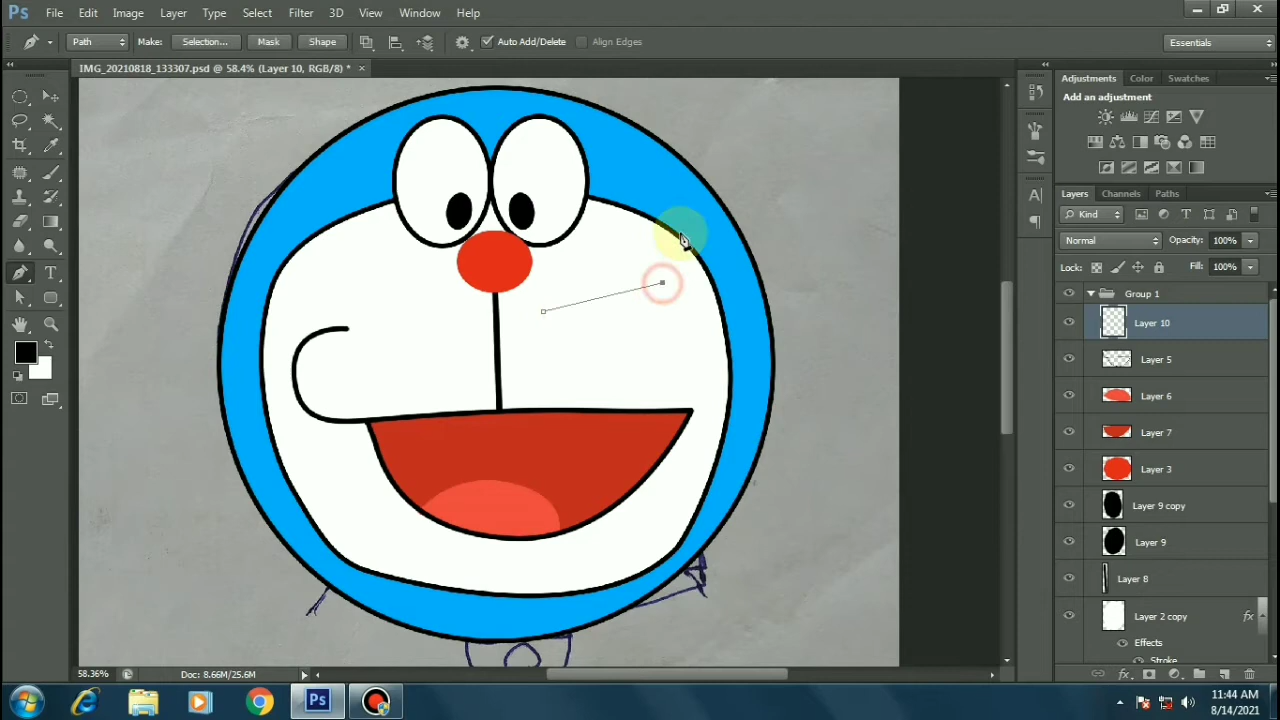 Ps File Edit Image Layer Type Select Filter 3D View Window Help
Path Make: Selection... Mask Shape Auto Add/Delete Align Edges Essentials
IMG_20210818_133307.psd @ 58.4% (Layer 10, RGB/8) *
Adjustments Color Swatches
Add an adjustment
Layers Channels Paths
Kind
Normal Opacity: 100%
Lock: Fill: 100%
Group 1
Layer 10
Layer 5
Layer 6
Layer 7
Layer 3
Layer 9 copy
Layer 9
Layer 8
Layer 2 copy fx
Effects
Stroke
58.36% Doc: 8.66M/25.6M
Ps
11:44 AM
8/14/2021